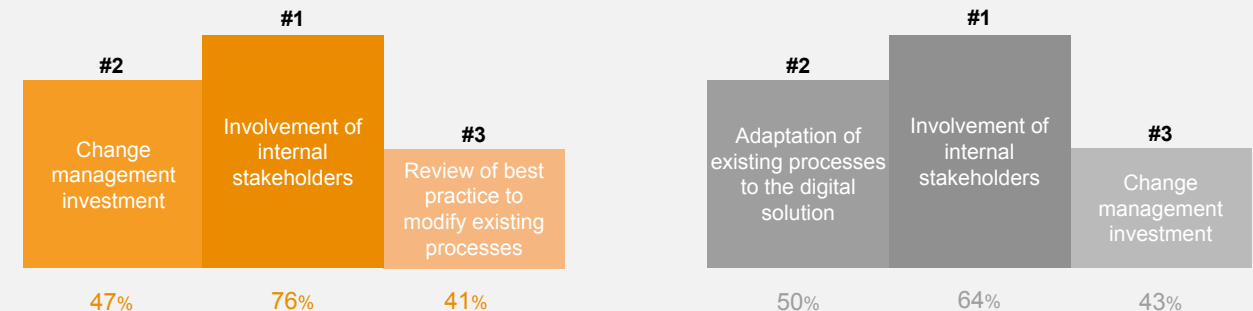 #1
#2
Change
management
investment
Involvement of
internal
stakeholders
#3
Review of best
practice to
modify existing
processes
47%
76%
41%
#1
#2
Adaptation of
existing processes
to the digital
solution
Involvement of
internal
stakeholders
#3
Change
management
investment
50%
64%
43%